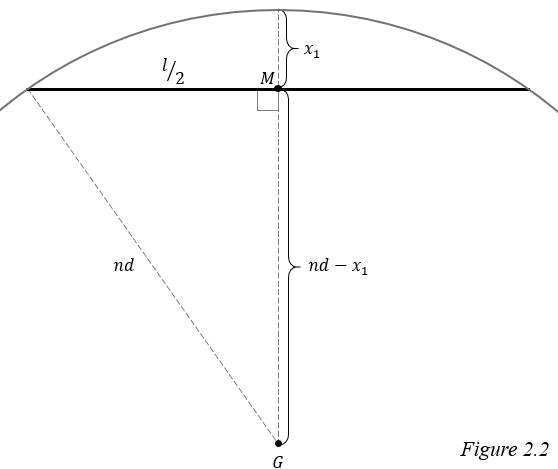 x₁
l/2
M
nd
nd − x₁
G
Figure 2.2